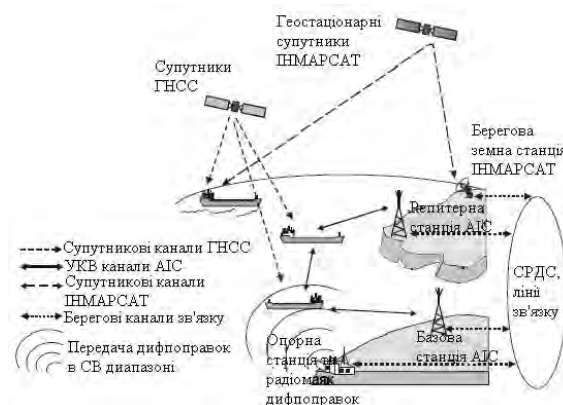 Геостаціонарні
супутники
ІНМАРСАТ
Супутники
ГНСС
Берегова
земна станція
ІНМАРСАТ
Репитерна
станція АІС
Супутникові канали ГНСС
УКВ канали АІС
Супутникові канали
ІНМАРСАТ
Берегові канали зв'язку
Передача дифпоправок
в СВ діапазоні
СРДС,
лінії
зв'язку
Опорна
станція та
радіомаяк
дифпоправок
Базова
станція АІС